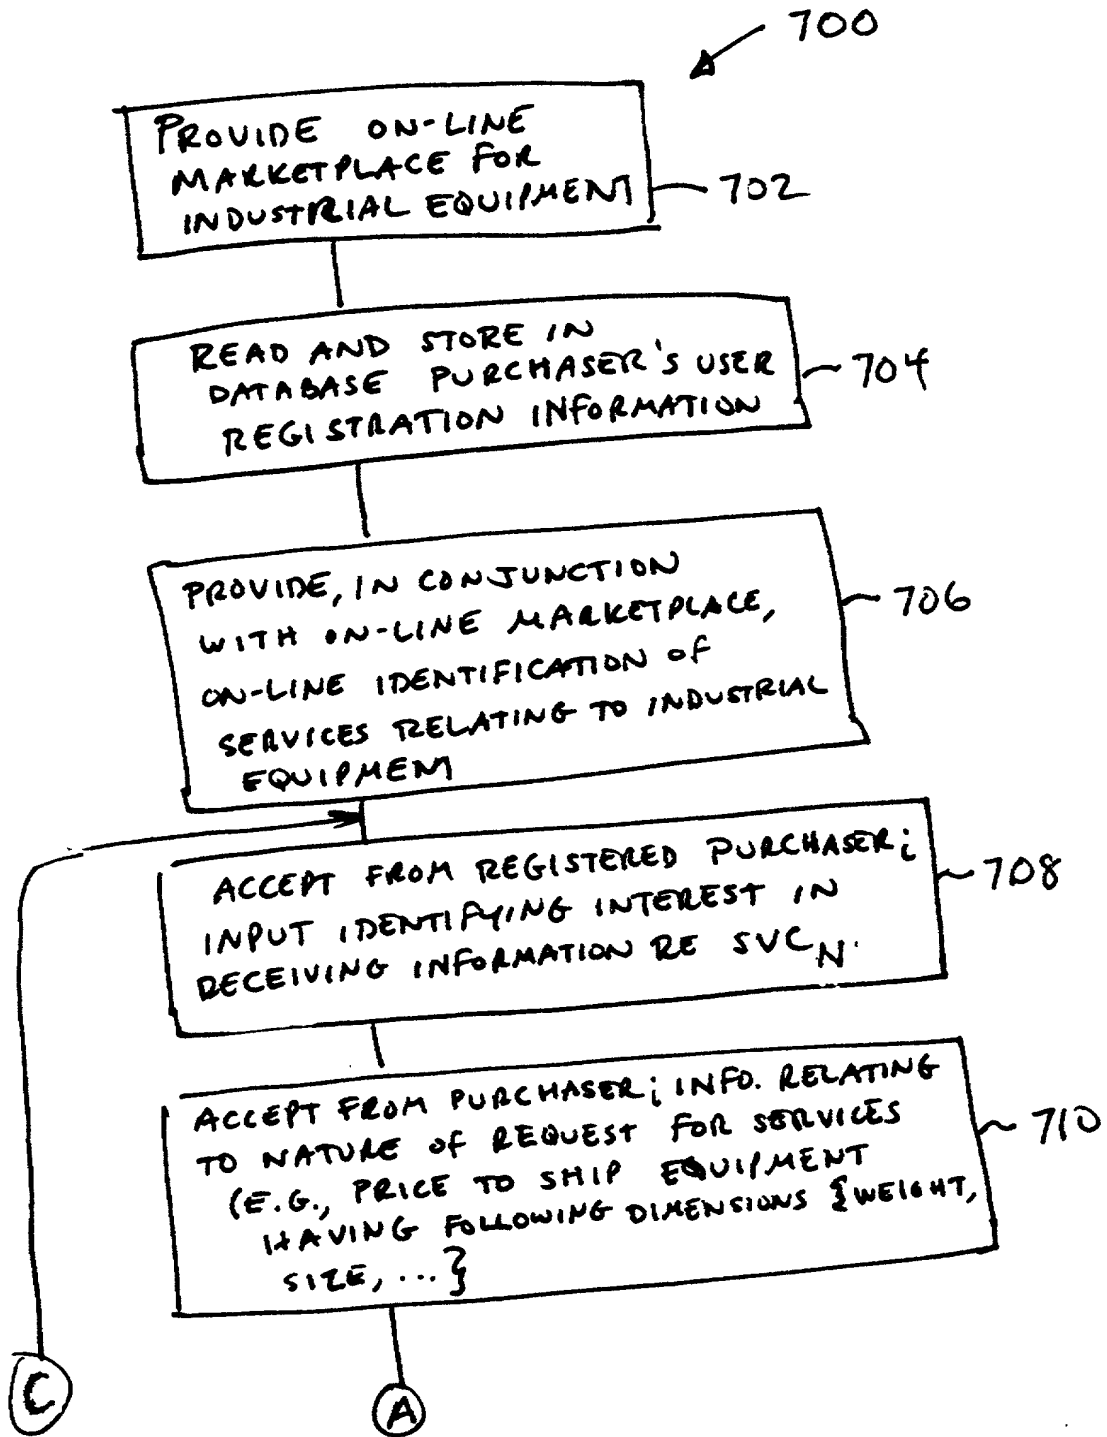 700
PROVIDE ON-LINE
MARKETPLACE FOR
INDUSTRIAL EQUIPMENT
702
READ AND STORE IN
DATABASE PURCHASER'S USER
REGISTRATION INFORMATION
704
PROVIDE, IN CONJUNCTION
WITH ON-LINE MARKETPLACE,
ON-LINE IDENTIFICATION OF
SERVICES RELATING TO INDUSTRIAL
EQUIPMENT
706
ACCEPT FROM REGISTERED PURCHASER;
INPUT IDENTIFYING INTEREST IN
RECEIVING INFORMATION RE SVC_N.
708
ACCEPT FROM PURCHASER; INFO. RELATING
TO NATURE OF REQUEST FOR SERVICES
(E.G., PRICE TO SHIP EQUIPMENT
HAVING FOLLOWING DIMENSIONS {WEIGHT,
SIZE, ...}
710
C
A